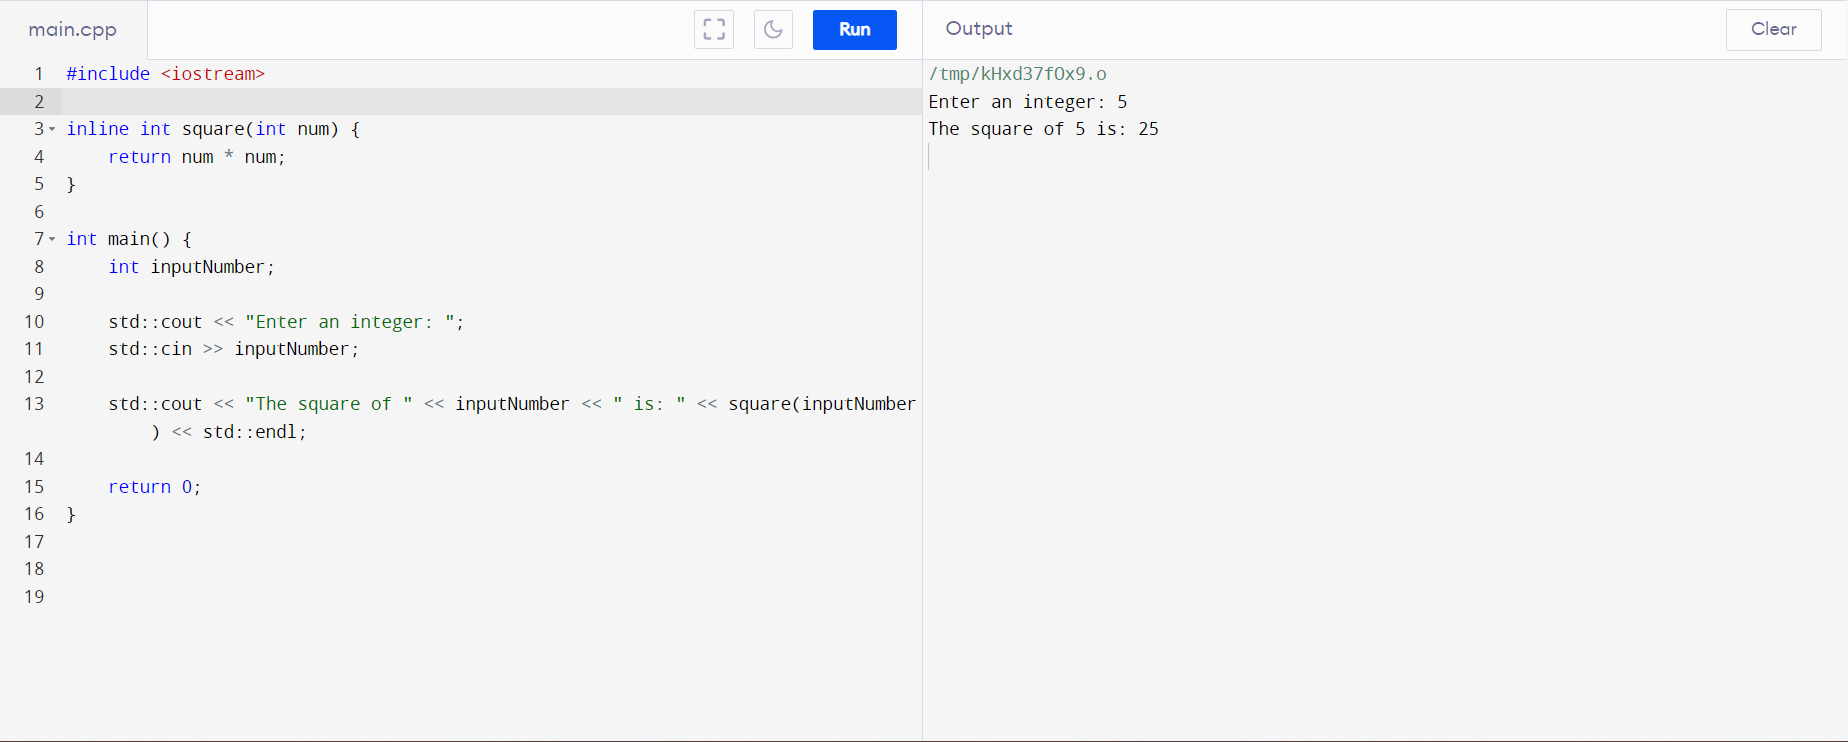 main.cpp
Run
Output
Clear
1 #include <iostream>
2
3 inline int square(int num) {
4     return num * num;
5 }
6
7 int main() {
8     int inputNumber;
9
10     std::cout << "Enter an integer: ";
11     std::cin >> inputNumber;
12
13     std::cout << "The square of " << inputNumber << " is: " << square(inputNumber
        ) << std::endl;
14
15     return 0;
16 }
17
18
19
/tmp/kHxd37fOx9.o
Enter an integer: 5
The square of 5 is: 25